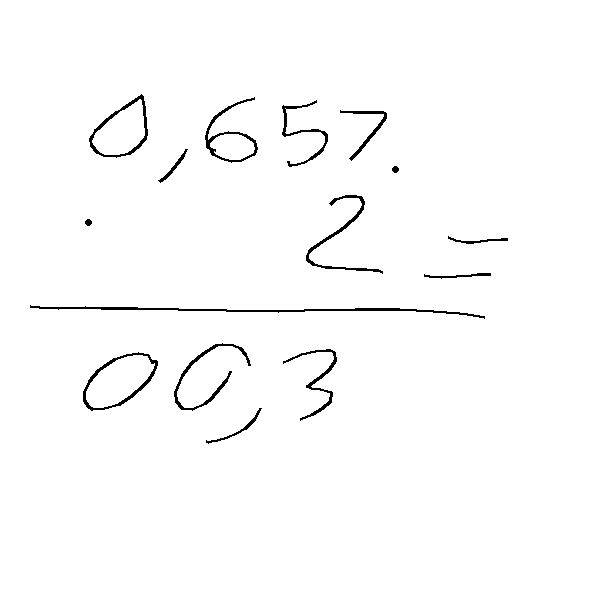 0,657.
. 2 =
00,3